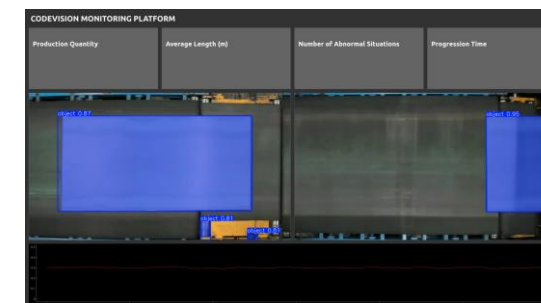 CODEVISION MONITORING PLATFORM
Production Quantity
Average Length (m)
Number of Abnormal Situations
Progression Time
object 0.87
object 0.95
object 0.81
object 0.61